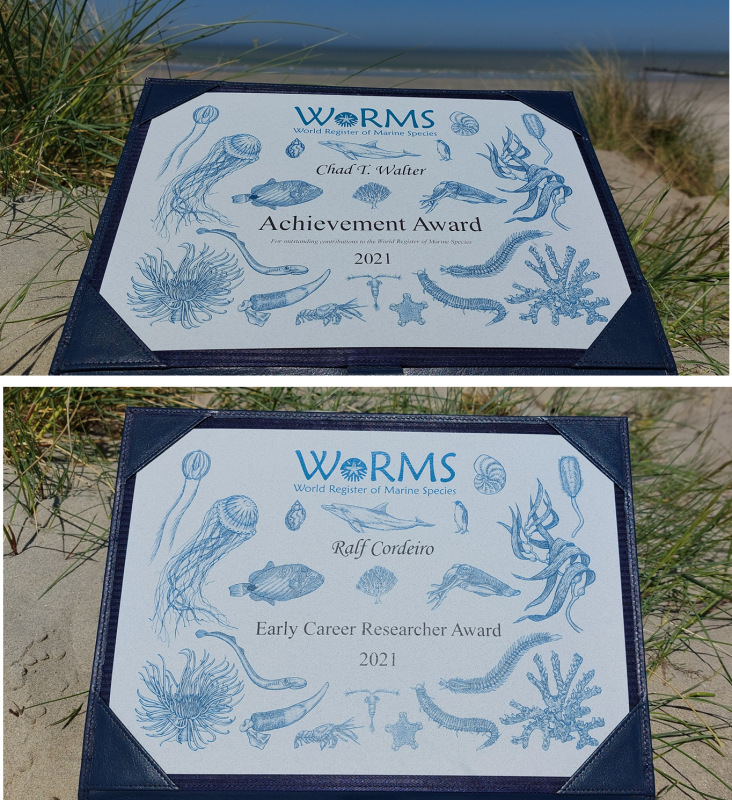 WoRMS
World Register of Marine Species
Chad T. Walter
Achievement Award
For outstanding contributions to the World Register of Marine Species
2021
WoRMS
World Register of Marine Species
Ralf Cordeiro
Early Career Researcher Award
2021